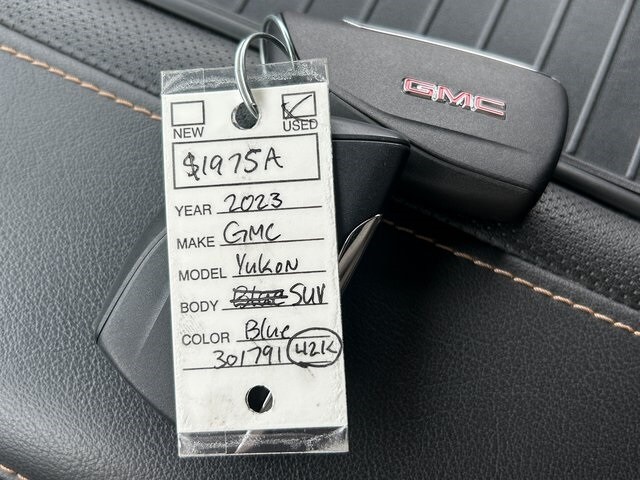 GMC
NEW USED
$1975A
YEAR 2023
MAKE GMC
MODEL Yukon
BODY Blue SUV
COLOR Blue
301791 42K